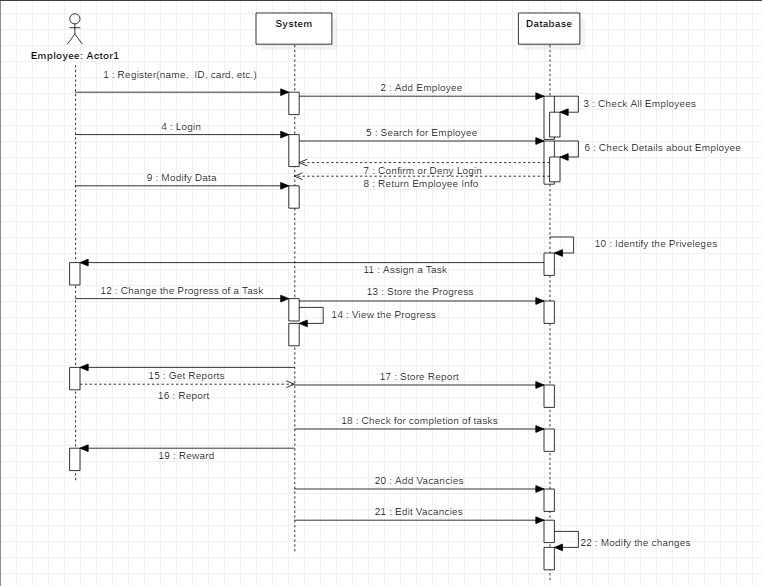 System
Database
Employee: Actor1
1 : Register(name, ID, card, etc.)
2 : Add Employee
3 : Check All Employees
4 : Login
5 : Search for Employee
6 : Check Details about Employee
7 : Confirm or Deny Login
9 : Modify Data
8 : Return Employee Info
10 : Identify the Priveleges
11 : Assign a Task
12 : Change the Progress of a Task
13 : Store the Progress
14 : View the Progress
15 : Get Reports
17 : Store Report
16 : Report
18 : Check for completion of tasks
19 : Reward
20 : Add Vacancies
21 : Edit Vacancies
22 : Modify the changes